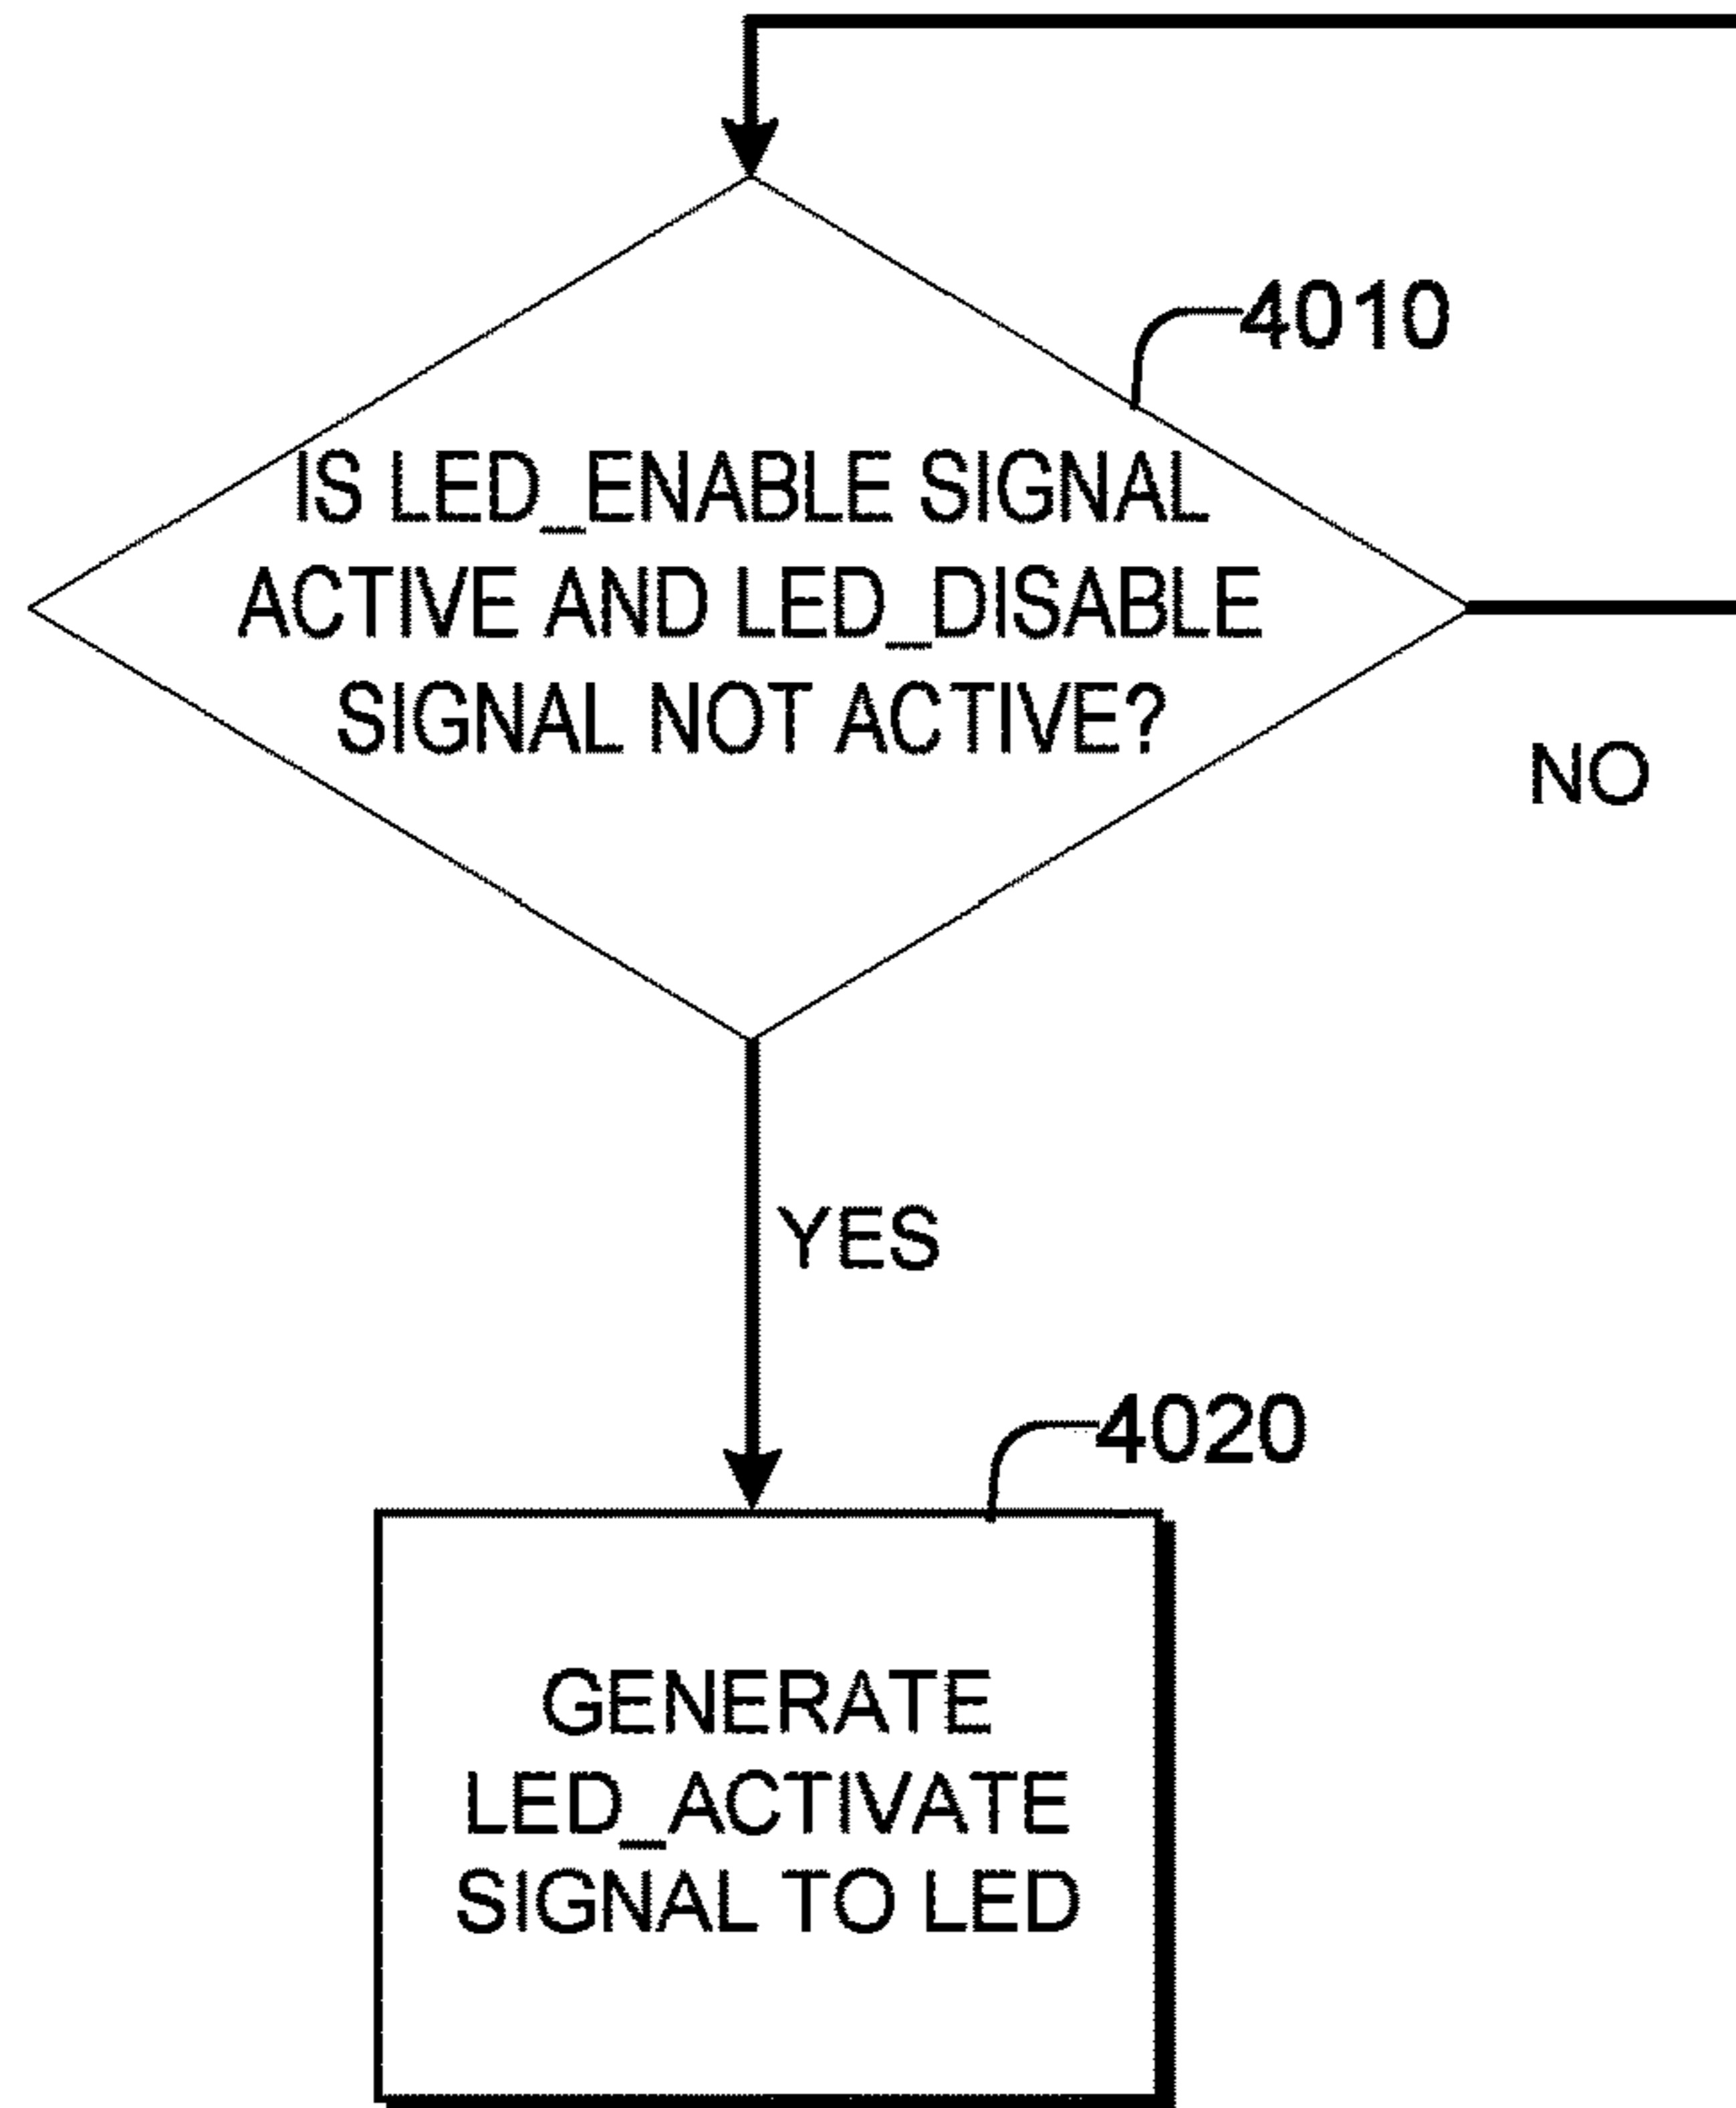 4010
IS LED_ENABLE SIGNAL
ACTIVE AND LED_DISABLE
SIGNAL NOT ACTIVE?
NO
YES
4020
GENERATE
LED_ACTIVATE
SIGNAL TO LED